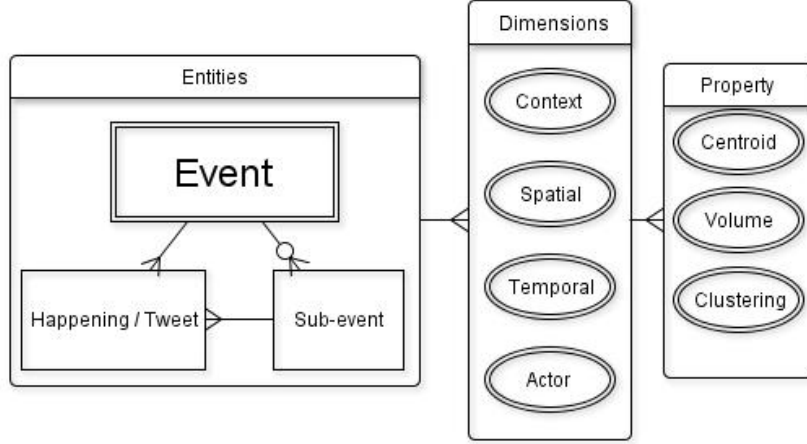 Entities
Event
Happening / Tweet
Sub-event
Dimensions
Context
Spatial
Temporal
Actor
Property
Centroid
Volume
Clustering